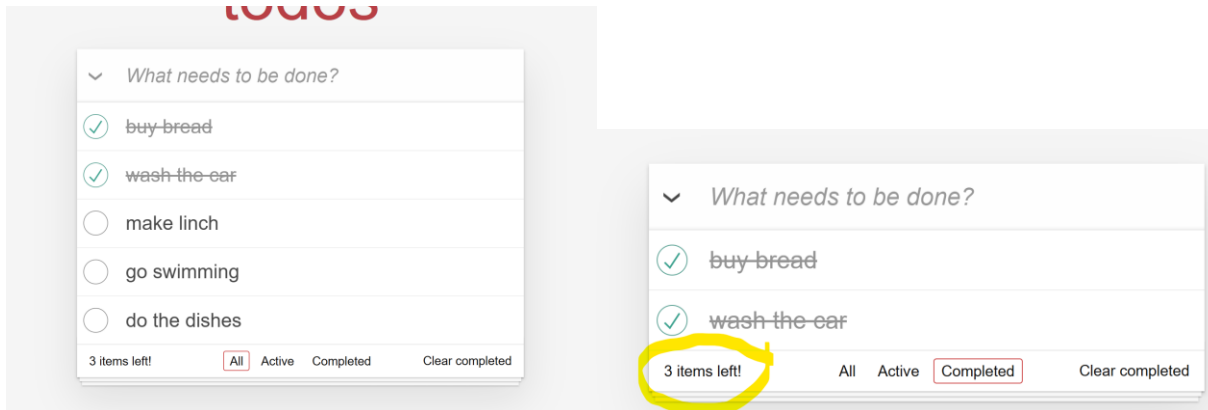 todos
What needs to be done?
buy bread
wash the car
make linch
go swimming
do the dishes
3 items left! All Active Completed Clear completed
What needs to be done?
buy bread
wash the car
3 items left! All Active Completed Clear completed